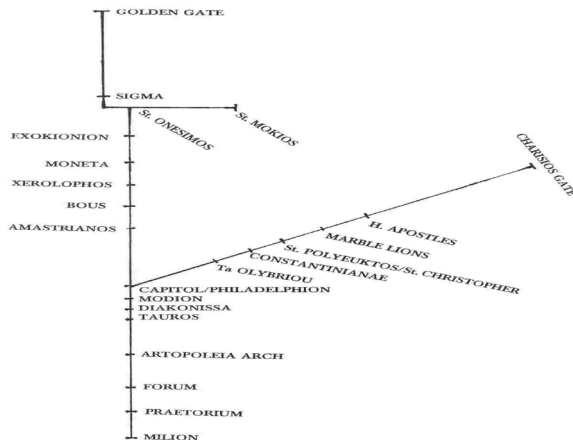 GOLDEN GATE
SIGMA
St. ONESIMOS
St. MOKIOS
EXOKIONION
MONETA
XEROLOPHOS
BOUS
AMASTRIANOS
CHARISIOS GATE
H. APOSTLES
MARBLE LIONS
St. POLYEUKTOS/St. CHRISTOPHER
CONSTANTINIANAE
Ta OLYBRIOU
CAPITOL/PHILADELPHION
MODION
DIAKONISSA
TAUROS
ARTOPOLEIA ARCH
FORUM
PRAETORIUM
MILION